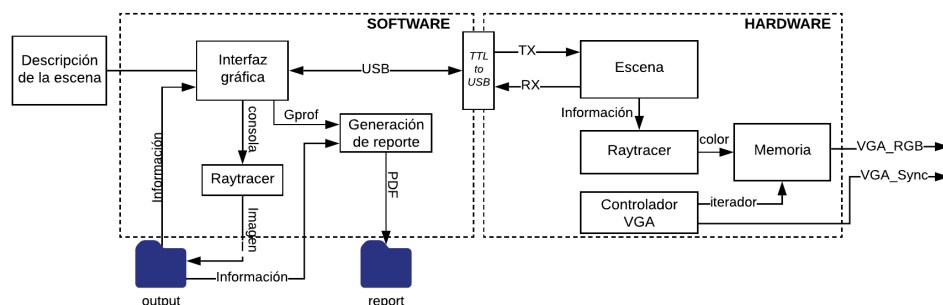 SOFTWARE
HARDWARE
Descripción
de la escena
Interfaz
gráfica
USB
TTL
to
USB
TX
RX
Escena
Información
consola
Gprof
Generación
de reporte
Información
Raytracer
color
Memoria
VGA_RGB
VGA_Sync
Raytracer
PDF
Controlador
VGA
iterador
Imagen
Información
output
report